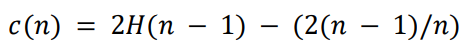 c(n) = 2H(n − 1) − (2(n − 1)/n)